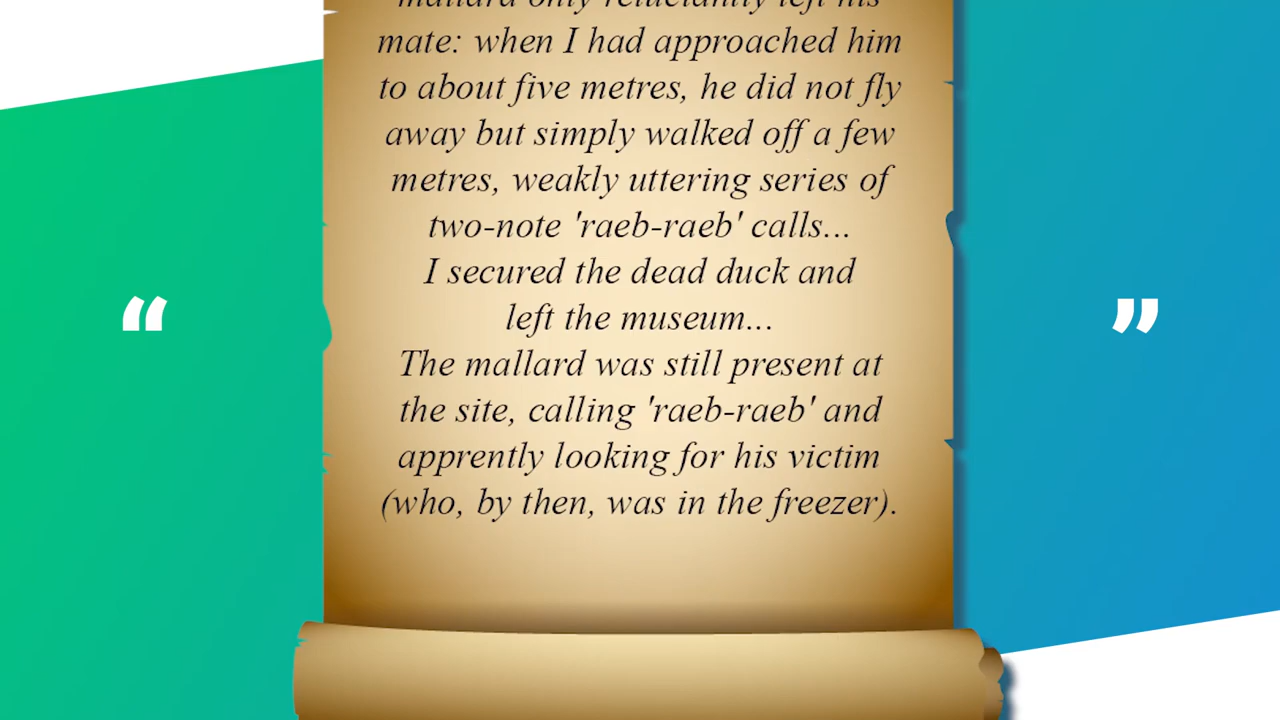 mallard only reluctantly left his
mate: when I had approached him
to about five metres, he did not fly
away but simply walked off a few
metres, weakly uttering series of
two-note 'raeb-raeb' calls...
“
”
I secured the dead duck and
left the museum...
The mallard was still present at
the site, calling 'raeb-raeb' and
apprently looking for his victim
(who, by then, was in the freezer).